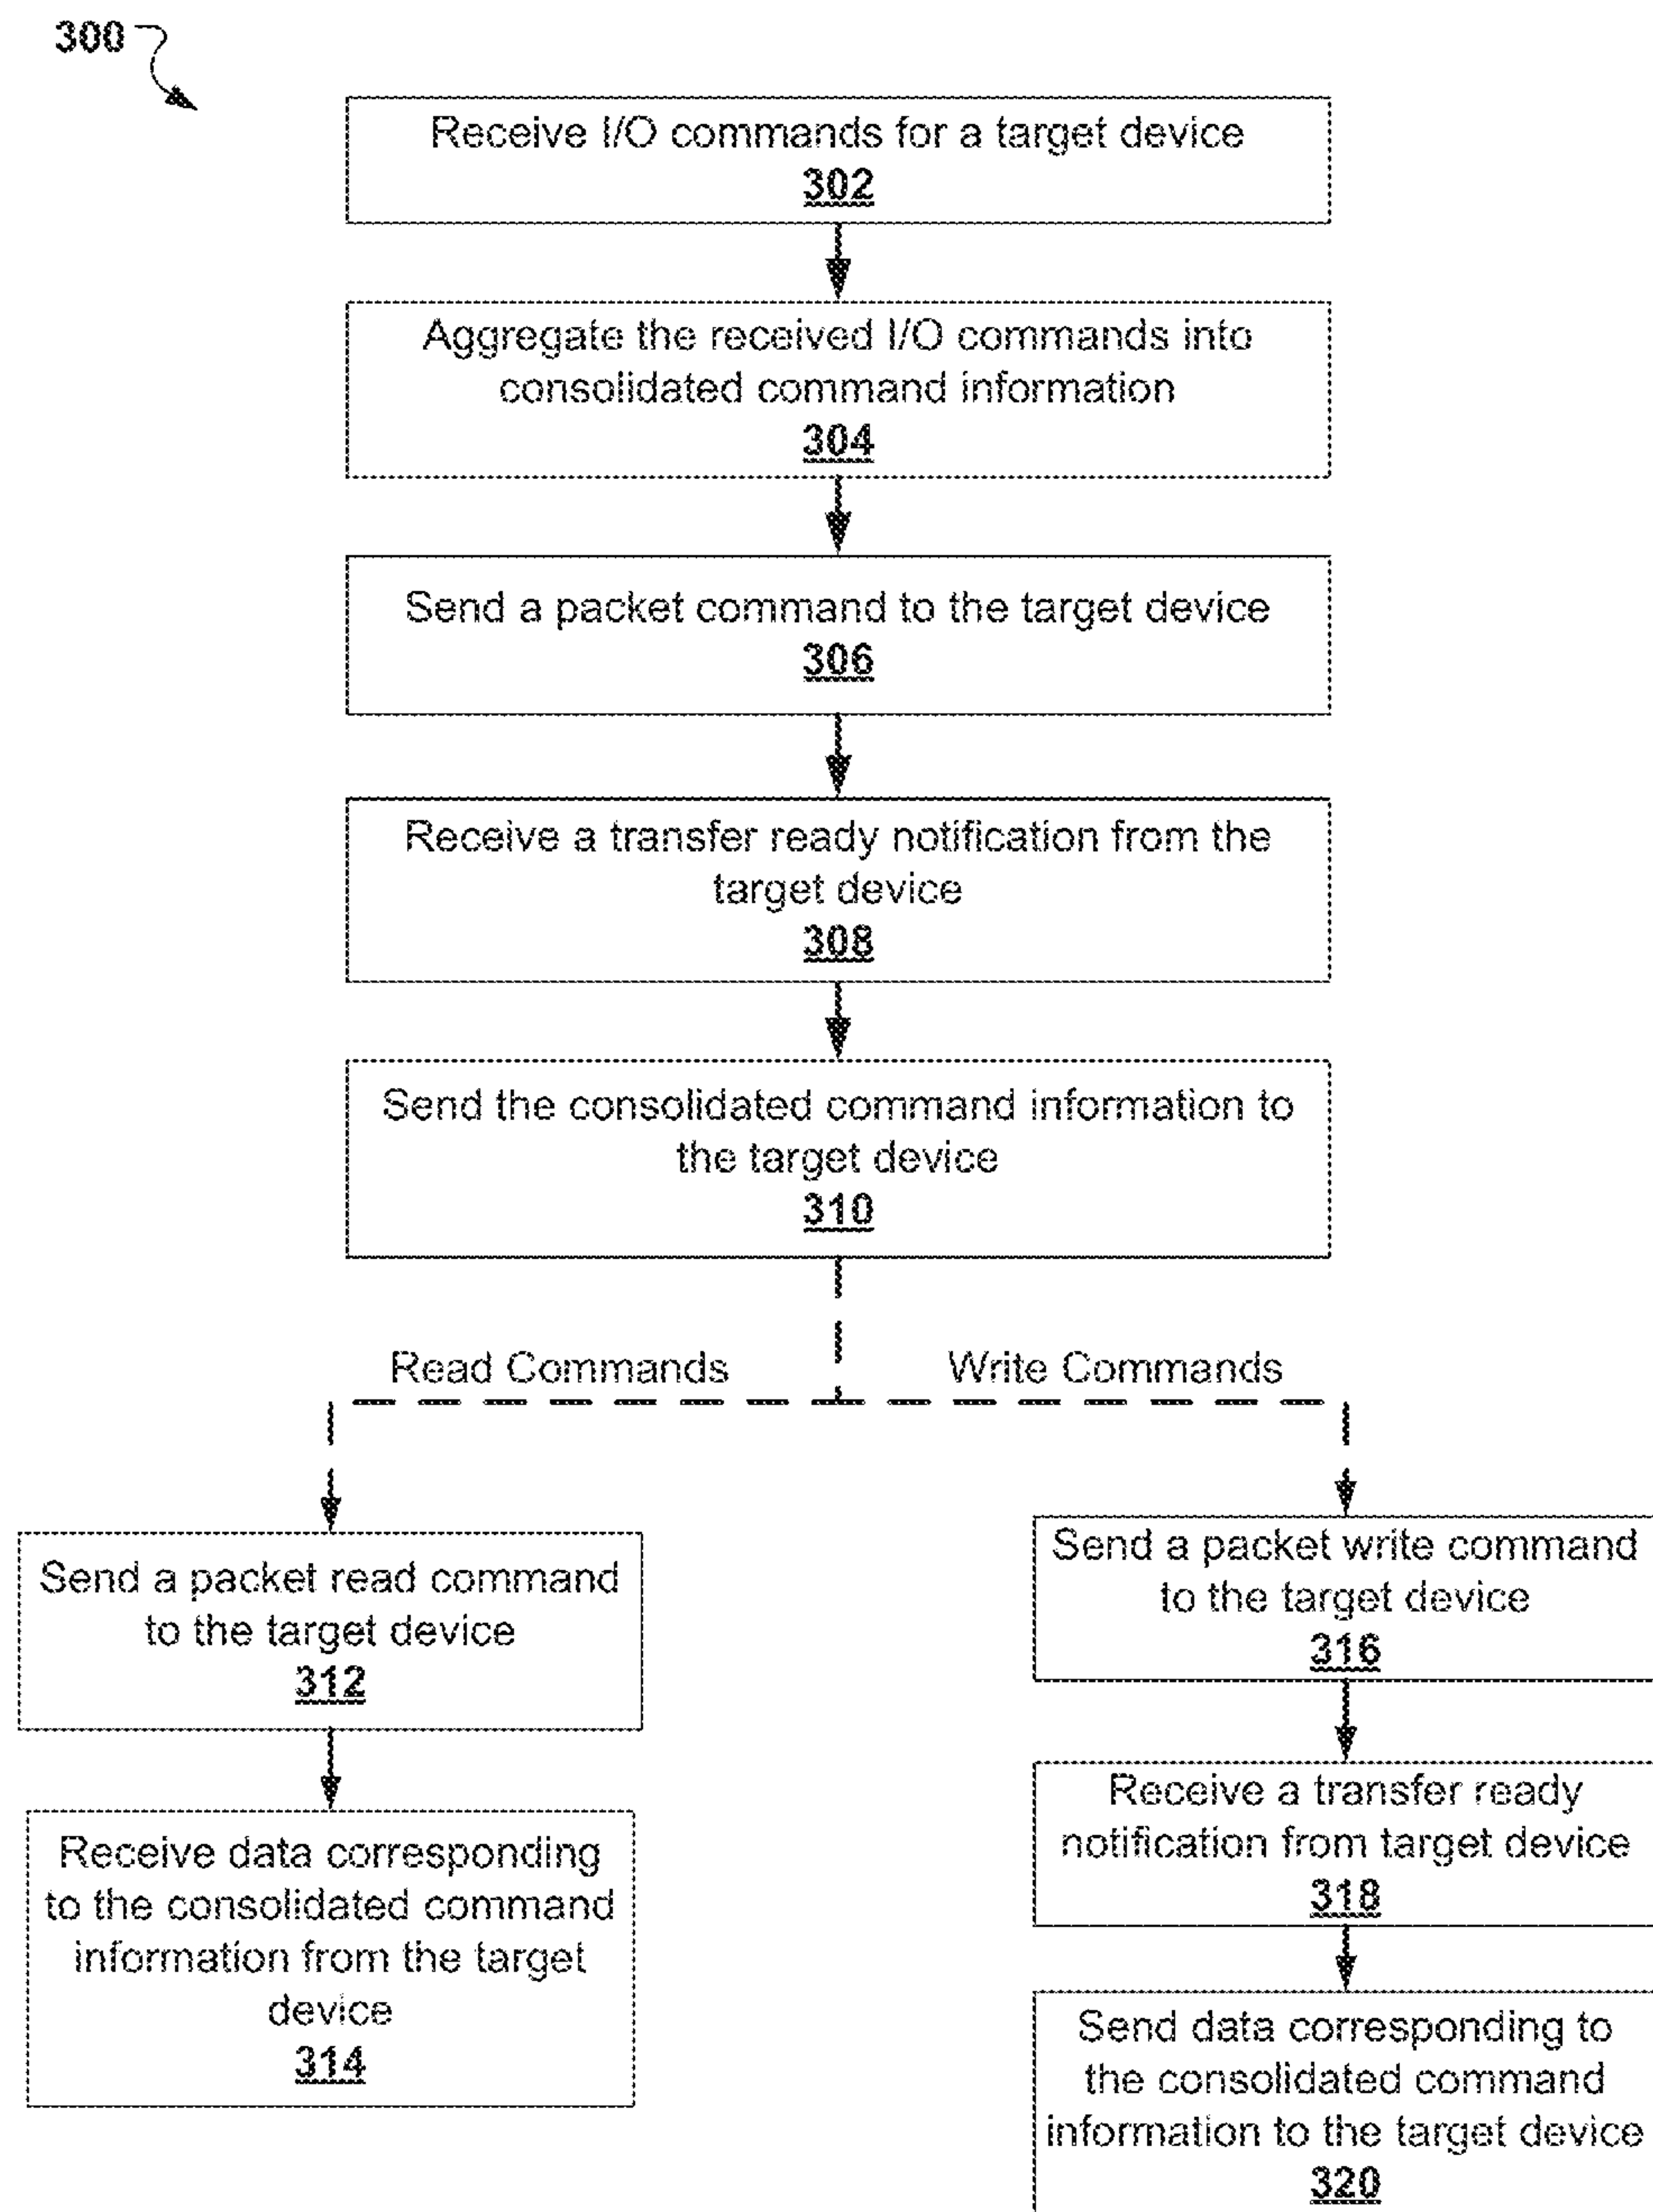 300
Receive I/O commands for a target device
302
Aggregate the received I/O commands into
consolidated command information
304
Send a packet command to the target device
306
Receive a transfer ready notification from the
target device
308
Send the consolidated command information to
the target device
310
Read Commands
Write Commands
Send a packet read command
to the target device
312
Receive data corresponding
to the consolidated command
information from the target
device
314
Send a packet write command
to the target device
316
Receive a transfer ready
notification from target device
318
Send data corresponding to
the consolidated command
information to the target device
320